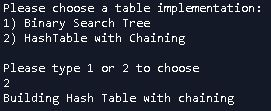 Please choose a table implementation:
1) Binary Search Tree
2) HashTable with Chaining
Please type 1 or 2 to choose
2
Building Hash Table with chaining